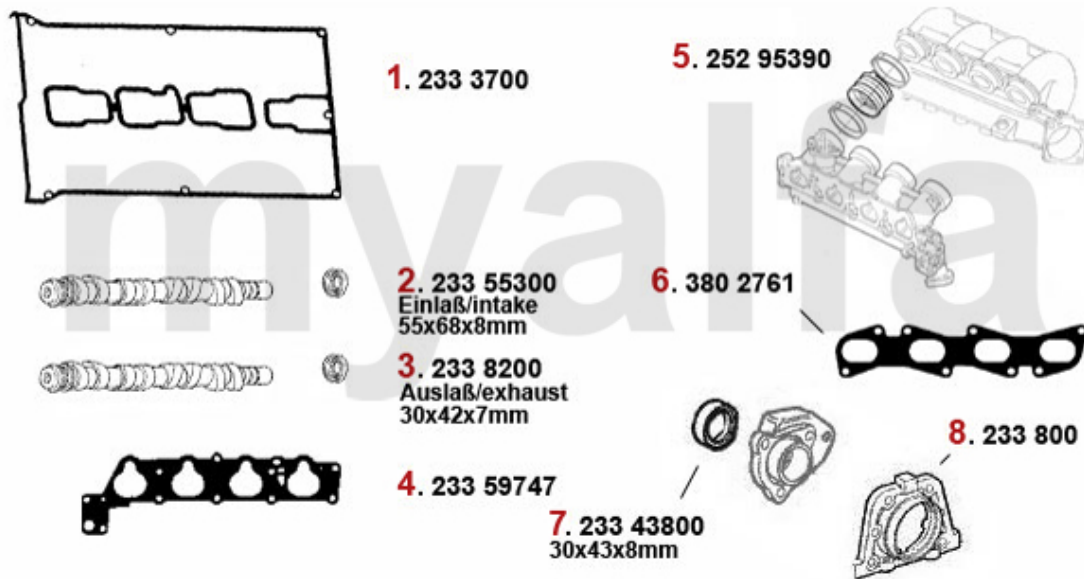 myalfa
1. 233 3700
2. 233 55300
Einlaß/intake
55x68x8mm
3. 233 8200
Auslaß/exhaust
30x42x7mm
4. 233 59747
5. 252 95390
6. 380 2761
7. 233 43800
30x43x8mm
8. 233 800